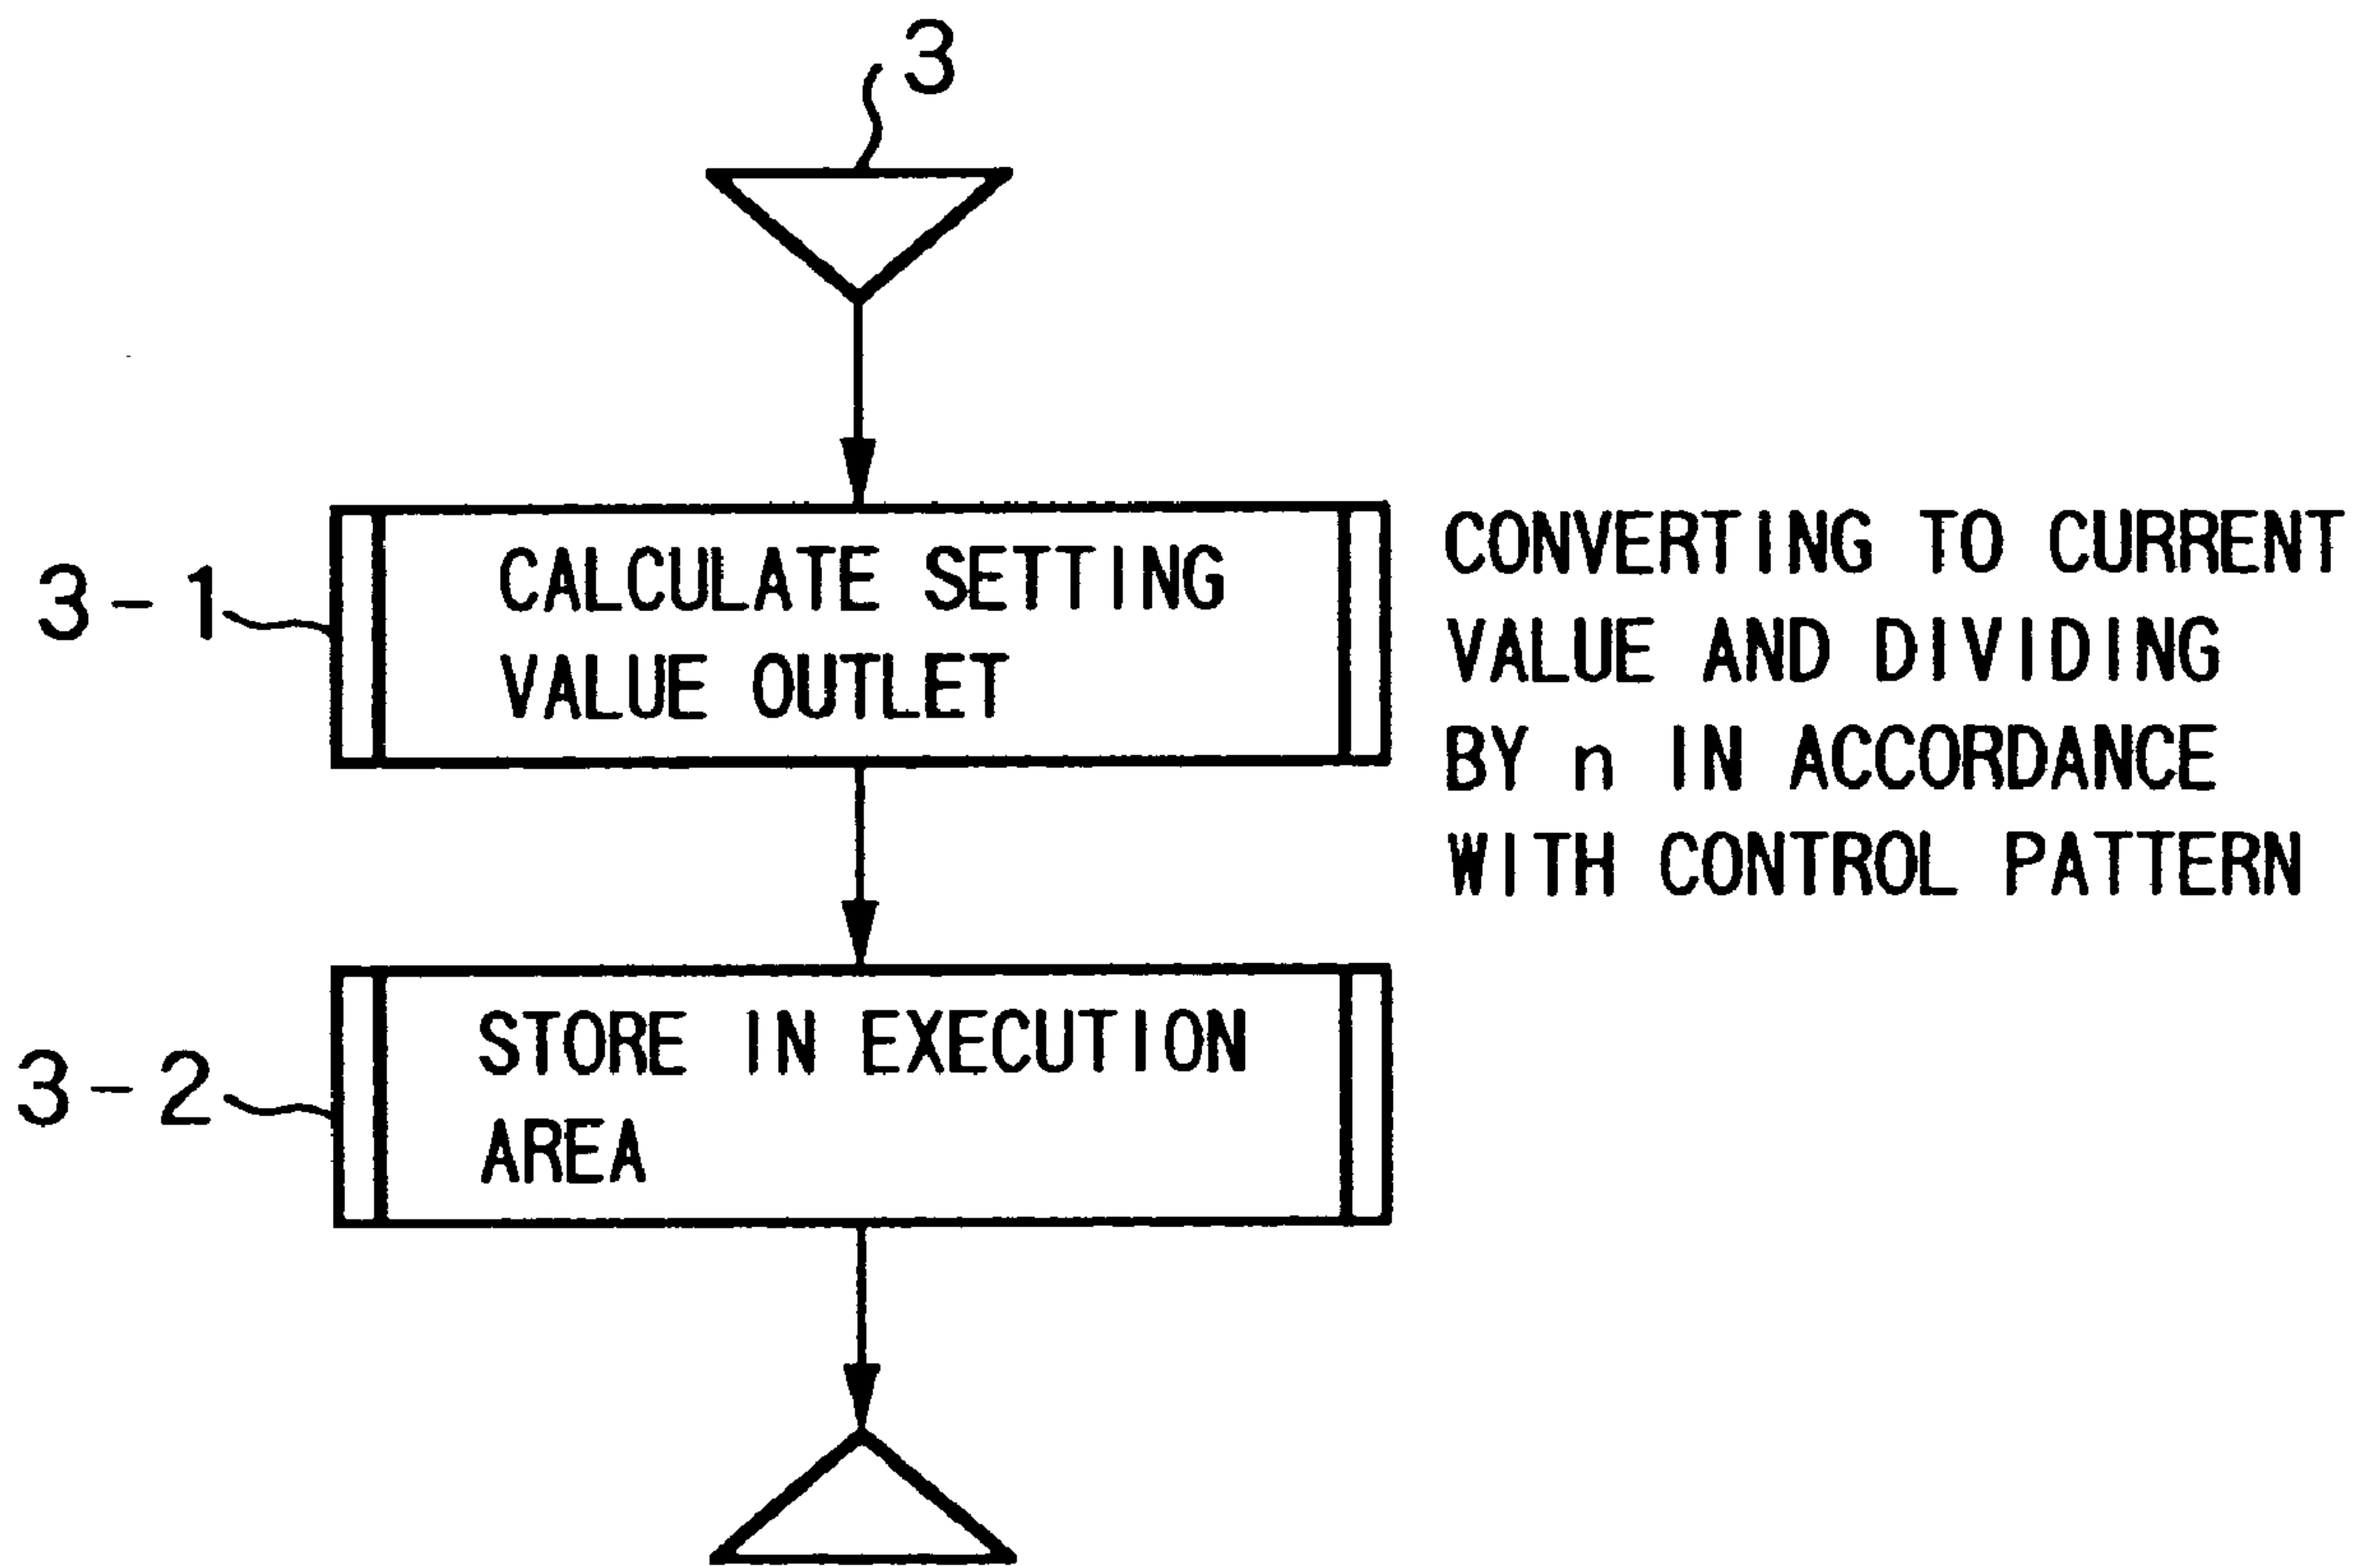 3
3-1
CALCULATE SETTING
VALUE OUTLET
CONVERTING TO CURRENT
VALUE AND DIVIDING
BY n IN ACCORDANCE
WITH CONTROL PATTERN
3-2
STORE IN EXECUTION
AREA